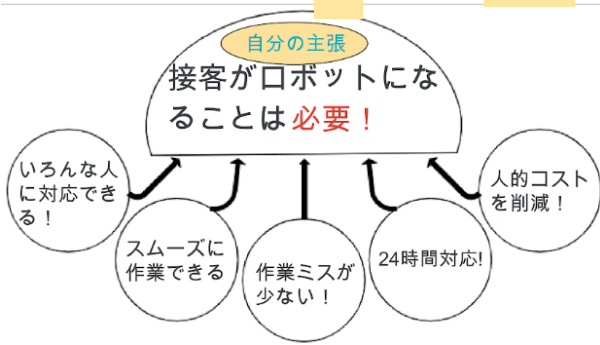 自分の主張
接客がロボットにな
ることは必要！
いろんな人
に対応でき
る！
スムーズに
作業できる
作業ミスが
少ない！
24時間対応!
人的コスト
を削減！